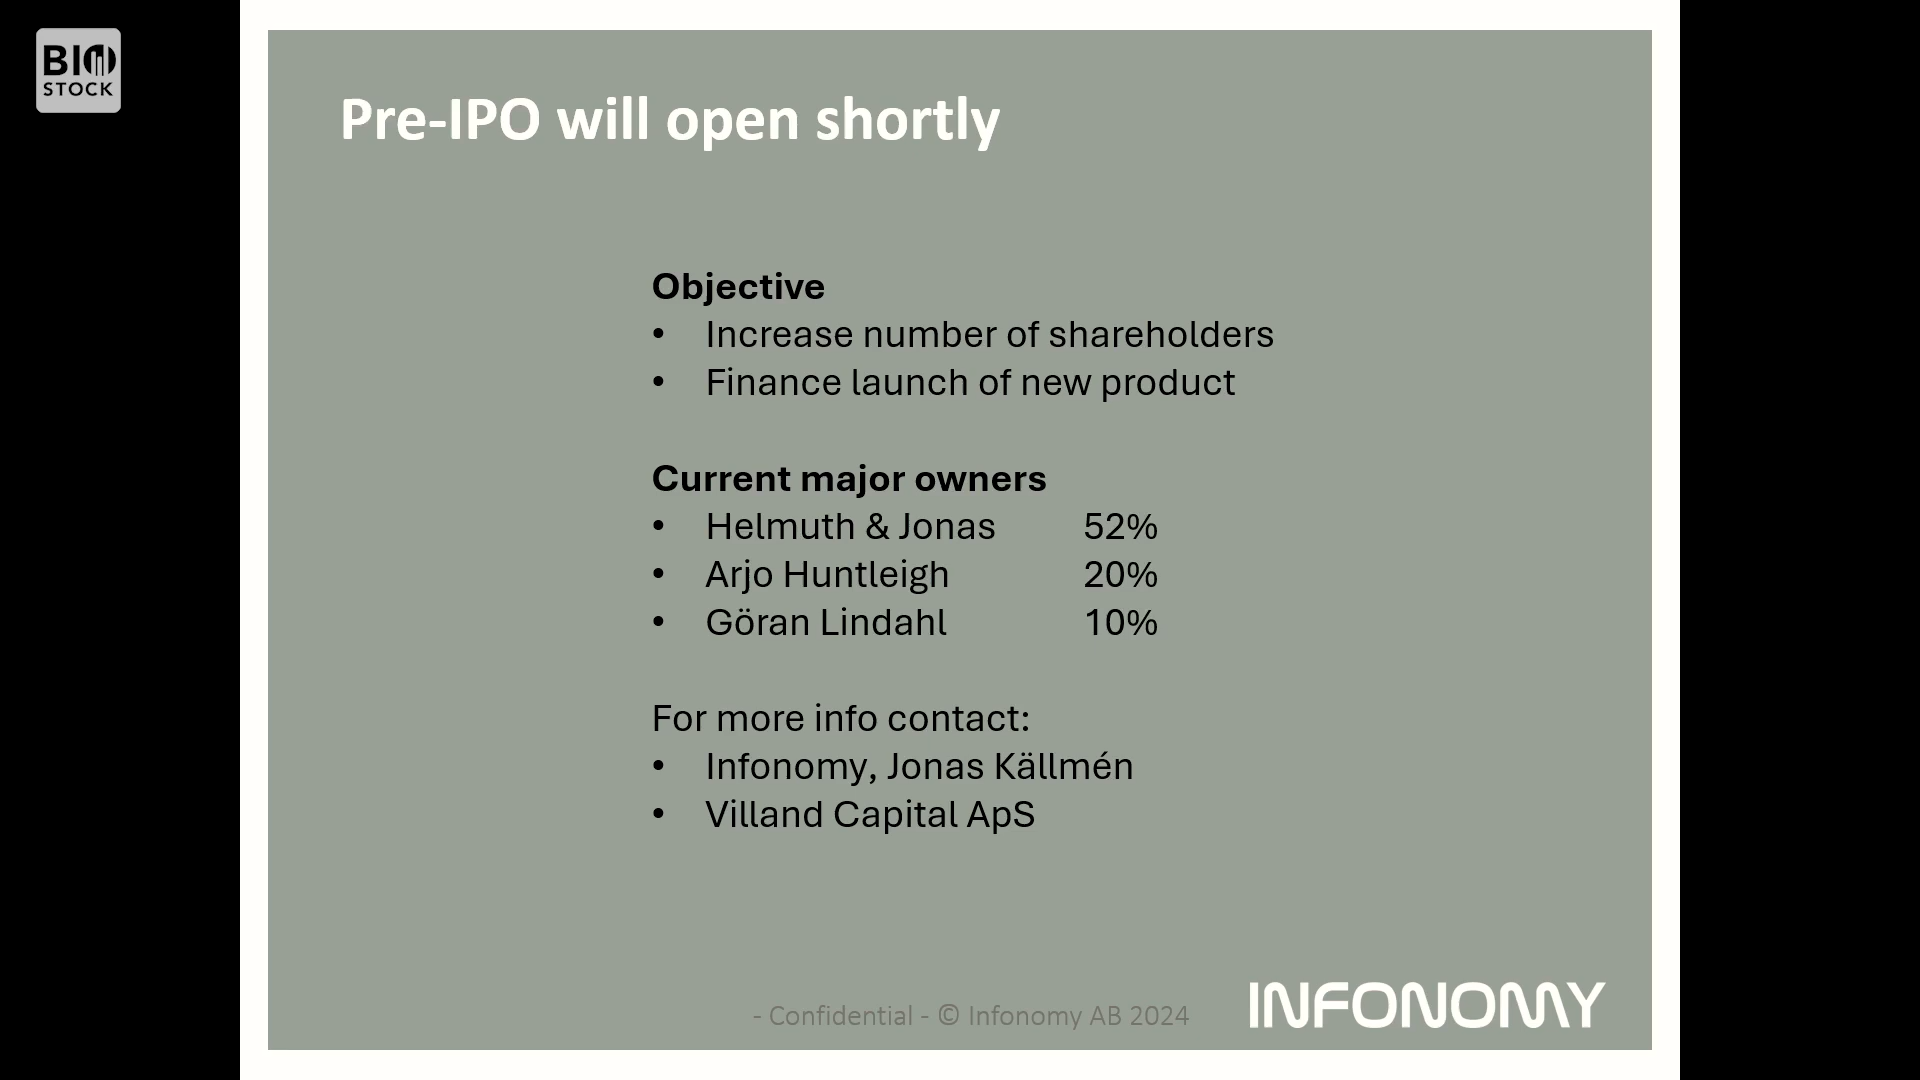 BIO
STOCK
Pre-IPO will open shortly
Objective
• Increase number of shareholders
• Finance launch of new product
Current major owners
• Helmuth & Jonas 52%
• Arjo Huntleigh 20%
• Göran Lindahl 10%
For more info contact:
• Infonomy, Jonas Källmén
• Villand Capital ApS
- Confidential - © Infonomy AB 2024
INFONOMY